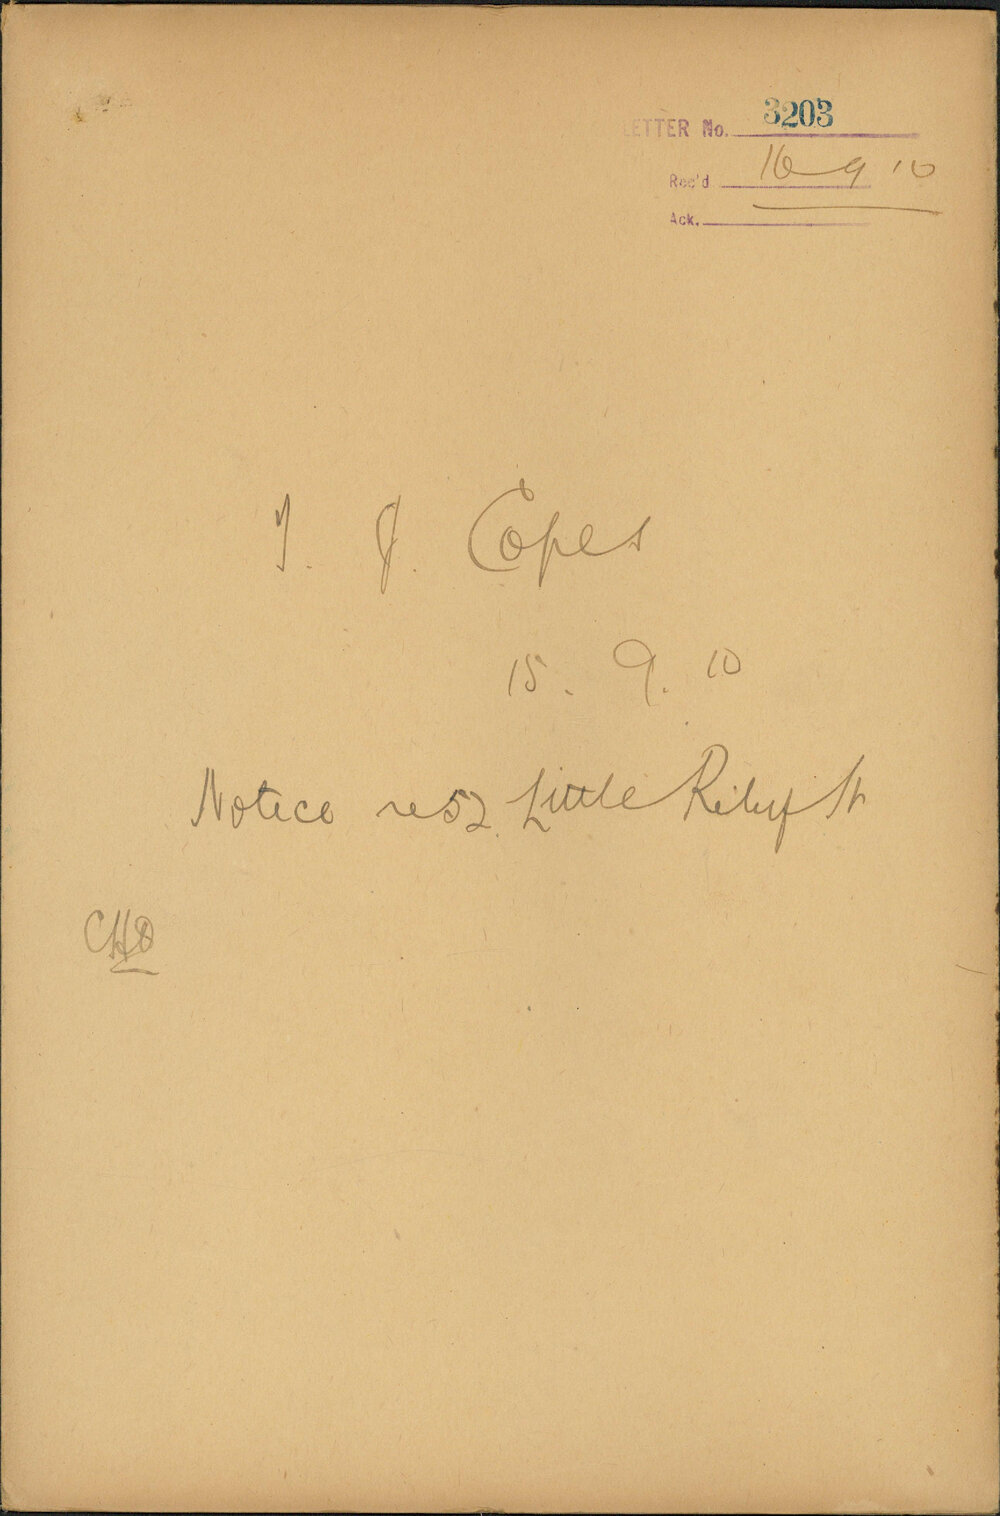 LETTER No. 3203
Rec'd 16 9 10
Ack.
T. J. Copes
15. 9. 10
Notice re 52 Little Riley St
CHO